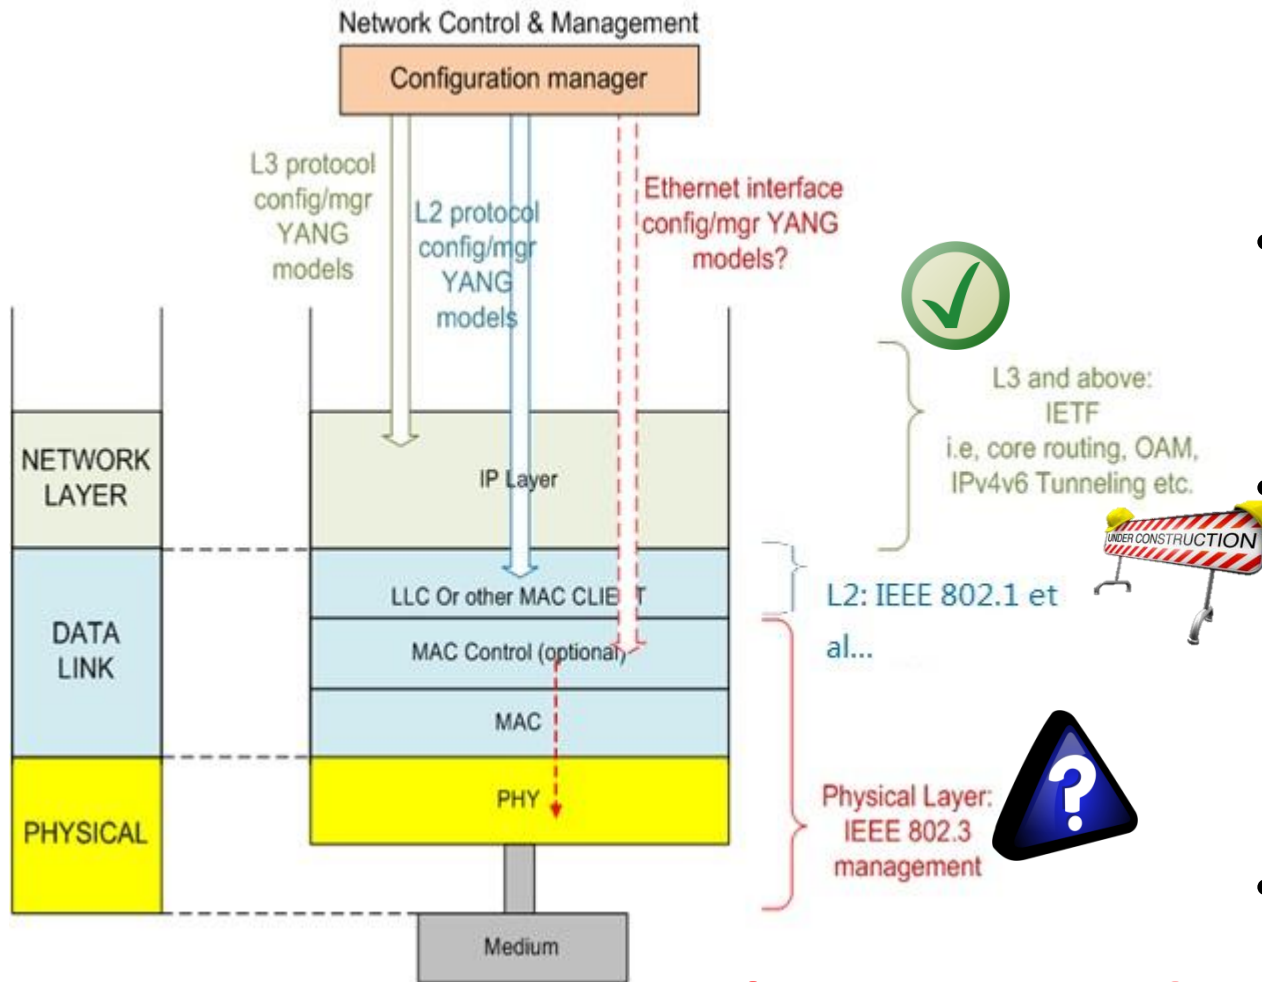 Network Control & Management
Configuration manager
L3 protocol
config/mgr
YANG
models
L2 protocol
config/mgr
YANG
models
Ethernet interface
config/mgr YANG
models?
L3 and above:
IETF
i.e, core routing, OAM,
IPv4v6 Tunneling etc.
UNDER CONSTRUCTION
NETWORK
LAYER
IP Layer
DATA
LINK
LLC Or other MAC CLIENT
L2: IEEE 802.1 et
al...
MAC Control (optional)
MAC
PHYSICAL
PHY
Physical Layer:
IEEE 802.3
management
?
Medium